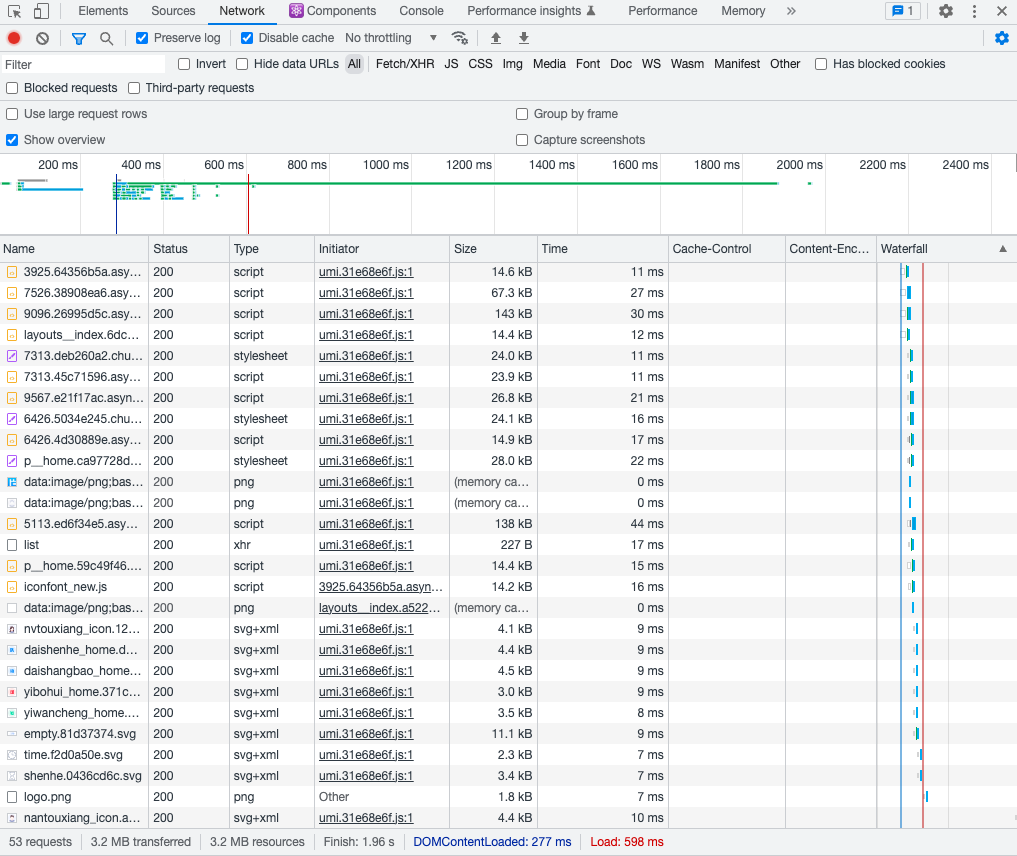 Elements Sources Network Components Console Performance insights Performance Memory 1
Preserve log Disable cache No throttling
Filter Invert Hide data URLs All Fetch/XHR JS CSS Img Media Font Doc WS Wasm Manifest Other Has blocked cookies
Blocked requests Third-party requests
Use large request rows Group by frame
Show overview Capture screenshots
200 ms 400 ms 600 ms 800 ms 1000 ms 1200 ms 1400 ms 1600 ms 1800 ms 2000 ms 2200 ms 2400 ms
Name Status Type Initiator Size Time Cache-Control Content-Enc... Waterfall
3925.64356b5a.asy... 200 script umi.31e68e6f.js:1 14.6 kB 11 ms
7526.38908ea6.asy... 200 script umi.31e68e6f.js:1 67.3 kB 27 ms
9096.26995d5c.asy... 200 script umi.31e68e6f.js:1 143 kB 30 ms
layouts__index.6dc... 200 script umi.31e68e6f.js:1 14.4 kB 12 ms
7313.deb260a2.chu... 200 stylesheet umi.31e68e6f.js:1 24.0 kB 11 ms
7313.45c71596.asy... 200 script umi.31e68e6f.js:1 23.9 kB 11 ms
9567.e21f17ac.asyn... 200 script umi.31e68e6f.js:1 26.8 kB 21 ms
6426.5034e245.chu... 200 stylesheet umi.31e68e6f.js:1 24.1 kB 16 ms
6426.4d30889e.asy... 200 script umi.31e68e6f.js:1 14.9 kB 17 ms
p__home.ca97728d... 200 stylesheet umi.31e68e6f.js:1 28.0 kB 22 ms
data:image/png;bas... 200 png umi.31e68e6f.js:1 (memory ca... 0 ms
data:image/png;bas... 200 png umi.31e68e6f.js:1 (memory ca... 0 ms
5113.ed6f34e5.asy... 200 script umi.31e68e6f.js:1 138 kB 44 ms
list 200 xhr umi.31e68e6f.js:1 227 B 17 ms
p__home.59c49f46.... 200 script umi.31e68e6f.js:1 14.4 kB 15 ms
iconfont_new.js 200 script 3925.64356b5a.asyn... 14.2 kB 16 ms
data:image/png;bas... 200 png layouts__index.a522... (memory ca... 0 ms
nvtouxiang_icon.12... 200 svg+xml umi.31e68e6f.js:1 4.1 kB 9 ms
daishenhe_home.d... 200 svg+xml umi.31e68e6f.js:1 4.4 kB 9 ms
daishangbao_home... 200 svg+xml umi.31e68e6f.js:1 4.5 kB 9 ms
yibohui_home.371c... 200 svg+xml umi.31e68e6f.js:1 3.0 kB 9 ms
yiwancheng_home.... 200 svg+xml umi.31e68e6f.js:1 3.5 kB 8 ms
empty.81d37374.svg 200 svg+xml umi.31e68e6f.js:1 11.1 kB 9 ms
time.f2d0a50e.svg 200 svg+xml umi.31e68e6f.js:1 2.3 kB 7 ms
shenhe.0436cd6c.svg 200 svg+xml umi.31e68e6f.js:1 3.4 kB 7 ms
logo.png 200 png Other 1.8 kB 7 ms
nantouxiang_icon.a... 200 svg+xml umi.31e68e6f.js:1 4.4 kB 10 ms
53 requests 3.2 MB transferred 3.2 MB resources Finish: 1.96 s DOMContentLoaded: 277 ms Load: 598 ms